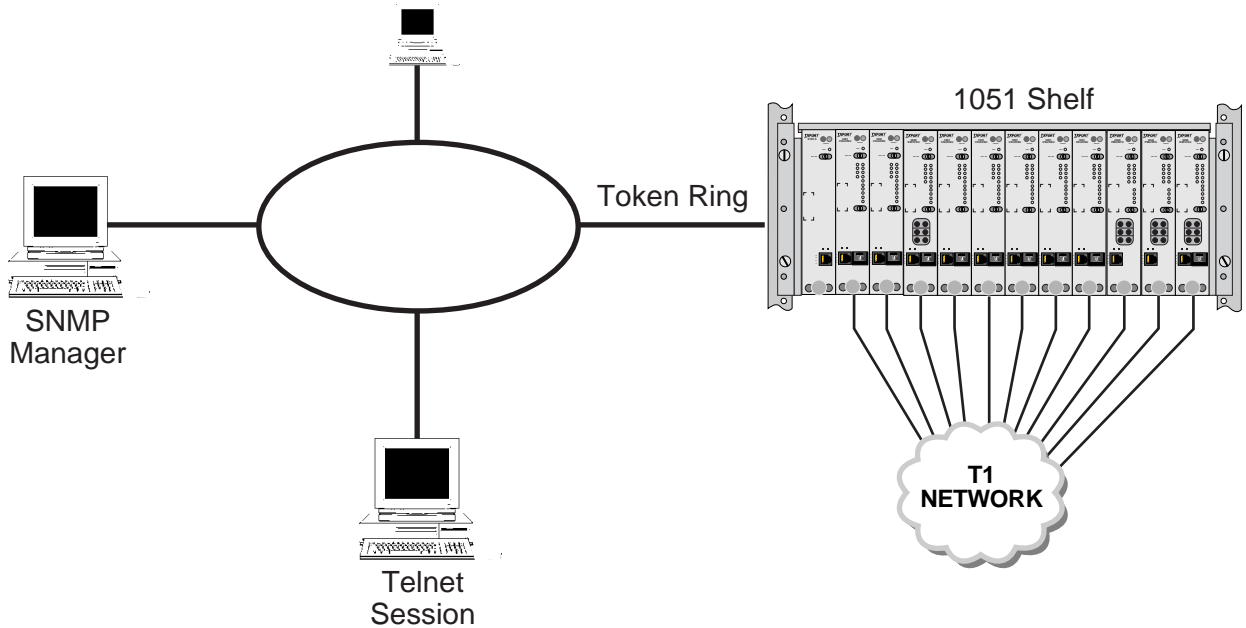 1051 Shelf
Token Ring
SNMP
Manager
T1
NETWORK
Telnet
Session